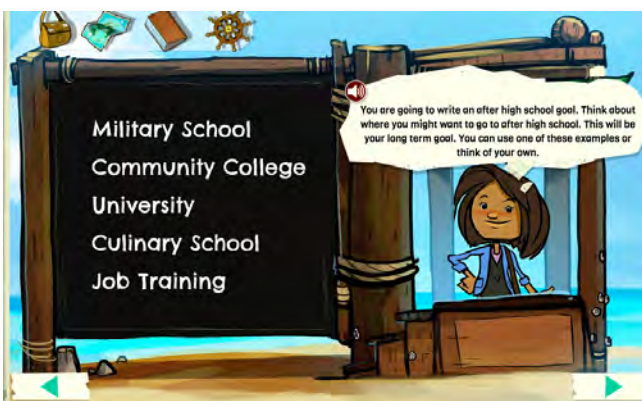 Military School
Community College
University
Culinary School
Job Training
You are going to write an after high school goal. Think about
where you might want to go to after high school. This will be
your long term goal. You can use one of these examples or
think of your own.